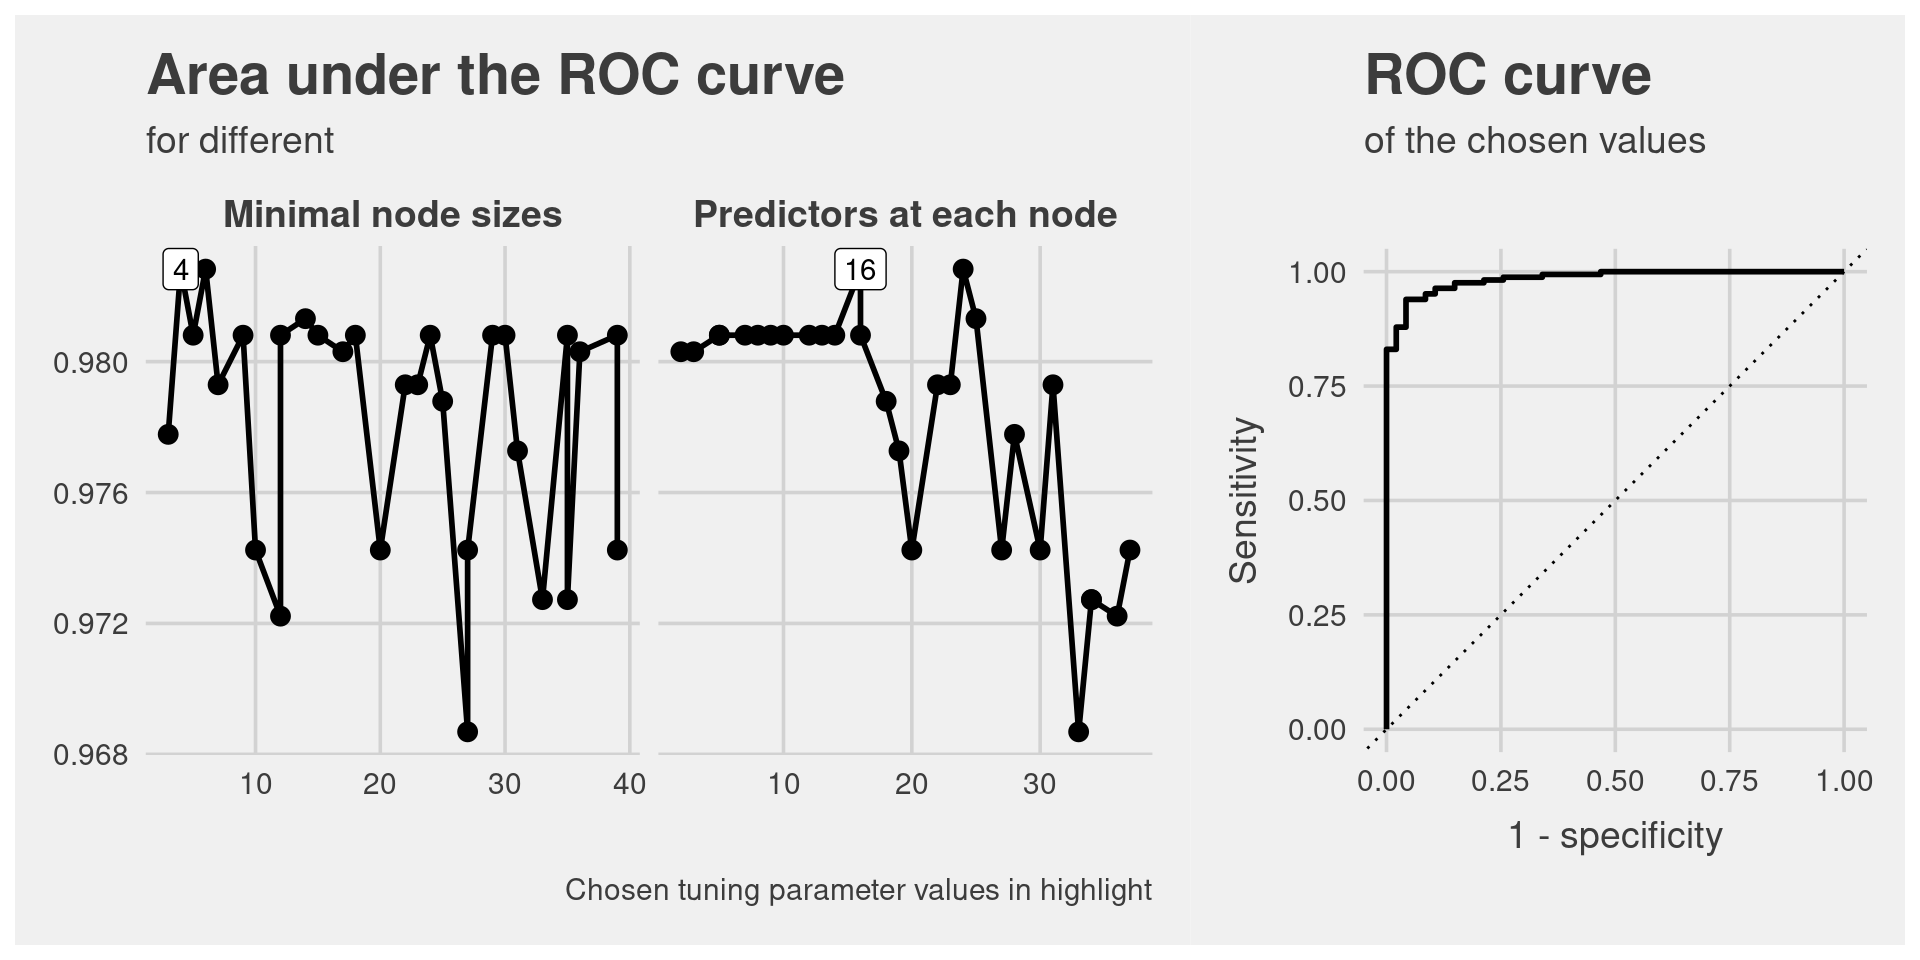 Area under the ROC curve
for different
Minimal node sizes
Predictors at each node
4
16
0.980
0.976
0.972
0.968
10 20 30 40
10 20 30
Chosen tuning parameter values in highlight
ROC curve
of the chosen values
Sensitivity
1.00
0.75
0.50
0.25
0.00
0.00 0.25 0.50 0.75 1.00
1 - specificity